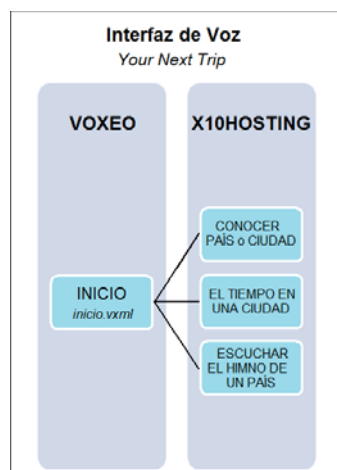 Interfaz de Voz
Your Next Trip
VOXEO
X10HOSTING
CONOCER
PAÍS o CIUDAD
INICIO
inicio.vxml
EL TIEMPO EN
UNA CIUDAD
ESCUCHAR
EL HIMNO DE
UN PAÍS